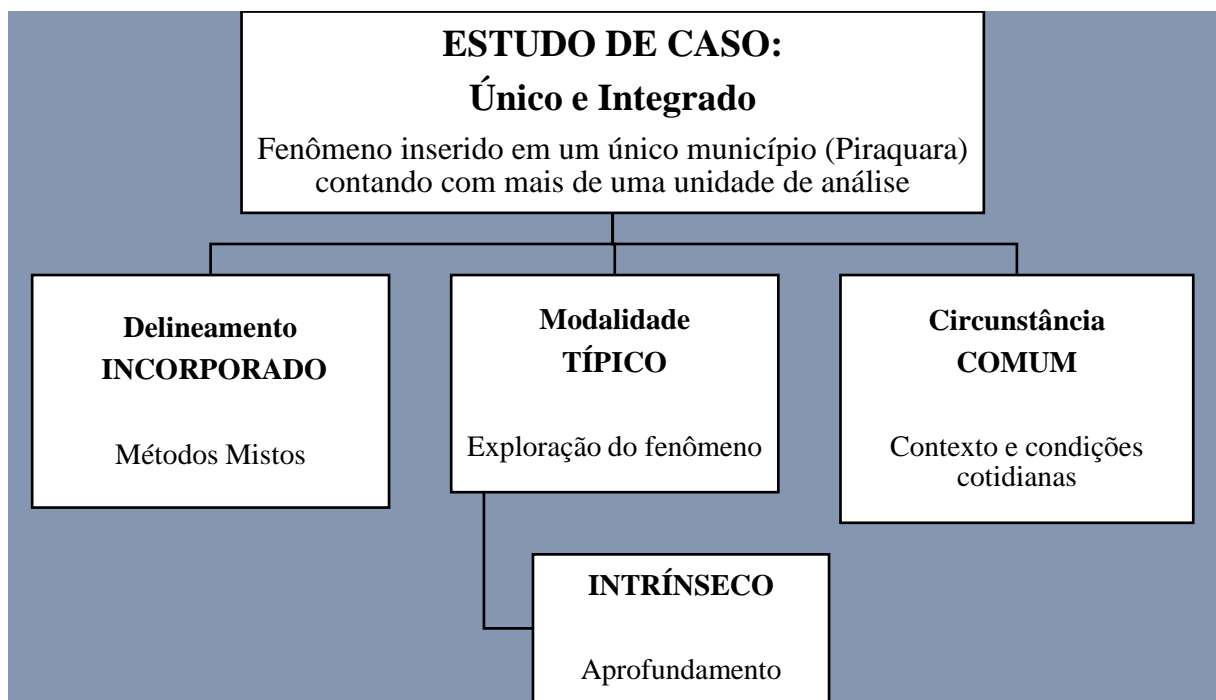 ESTUDO DE CASO:
Único e Integrado
Fenômeno inserido em um único município (Piraquara)
contando com mais de uma unidade de análise
Delineamento
INCORPORADO
Métodos Mistos
Modalidade
TÍPICO
Exploração do fenômeno
Circunstância
COMUM
Contexto e condições
cotidianas
INTRÍNSECO
Aprofundamento